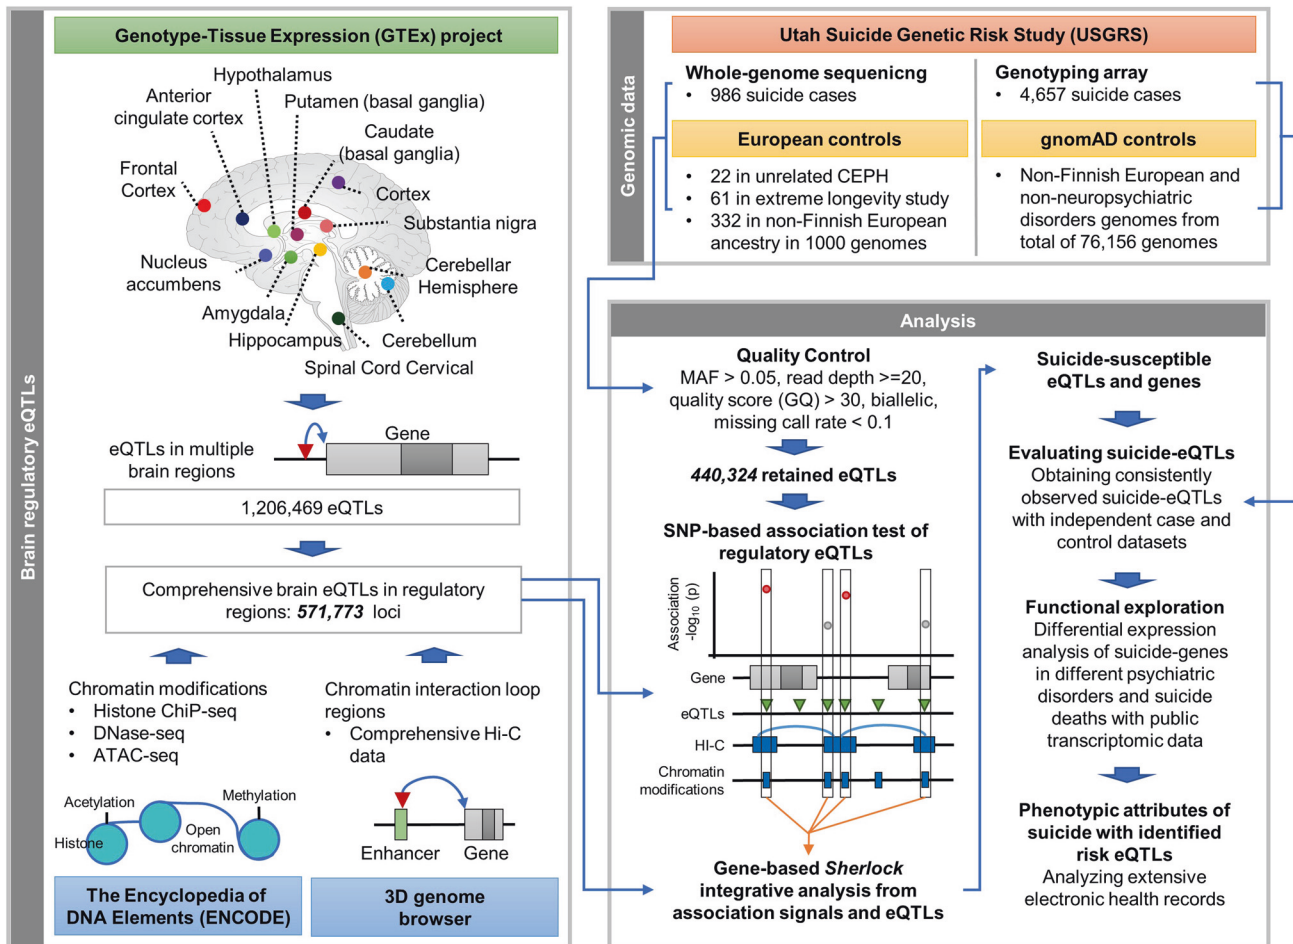 Brain regulatory eQTLs
Genotype-Tissue Expression (GTEx) project
Hypothalamus
Anterior
cingulate cortex
Putamen (basal ganglia)
Caudate
(basal ganglia)
Frontal
Cortex
Cortex
Substantia nigra
Nucleus
accumbens
Cerebellar
Hemisphere
Amygdala
Hippocampus
Cerebellum
Spinal Cord Cervical
eQTLs in multiple
brain regions
Gene
1,206,469 eQTLs
Comprehensive brain eQTLs in regulatory
regions: 571,773 loci
Chromatin modifications
• Histone ChiP-seq
• DNase-seq
• ATAC-seq
Chromatin interaction loop
regions
• Comprehensive Hi-C
data
Acetylation
Methylation
Histone
Open
chromatin
Enhancer
Gene
The Encyclopedia of
DNA Elements (ENCODE)
3D genome
browser
Genomic data
Utah Suicide Genetic Risk Study (USGRS)
Whole-genome sequenicng
• 986 suicide cases
Genotyping array
• 4,657 suicide cases
European controls
• 22 in unrelated CEPH
• 61 in extreme longevity study
• 332 in non-Finnish European
ancestry in 1000 genomes
gnomAD controls
• Non-Finnish European and
non-neuropsychiatric
disorders genomes from
total of 76,156 genomes
Analysis
Quality Control
MAF > 0.05, read depth >=20,
quality score (GQ) > 30, biallelic,
missing call rate < 0.1
440,324 retained eQTLs
SNP-based association test of
regulatory eQTLs
Association
-log10 (p)
Gene
eQTLs
HI-C
Chromatin
modifications
Gene-based Sherlock
integrative analysis from
association signals and eQTLs
Suicide-susceptible
eQTLs and genes
Evaluating suicide-eQTLs
Obtaining consistently
observed suicide-eQTLs
with independent case and
control datasets
Functional exploration
Differential expression
analysis of suicide-genes
in different psychiatric
disorders and suicide
deaths with public
transcriptomic data
Phenotypic attributes of
suicide with identified
risk eQTLs
Analyzing extensive
electronic health records